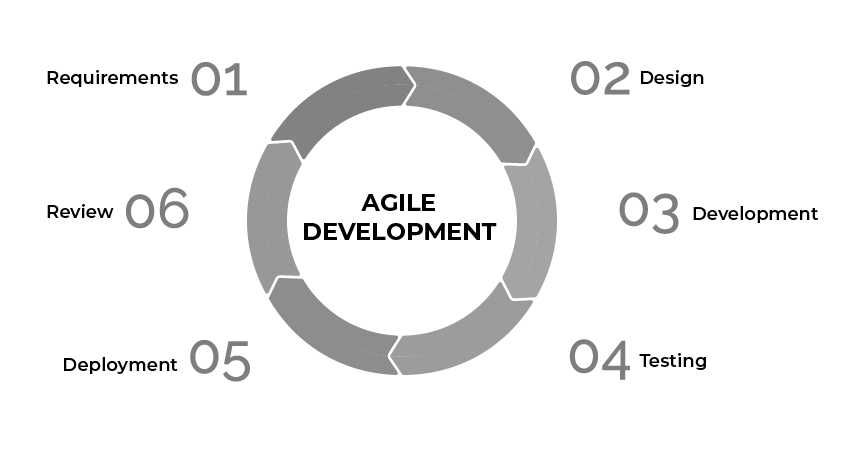 Requirements 01
02 Design
AGILE
DEVELOPMENT
Review 06
03 Development
Deployment 05
04 Testing